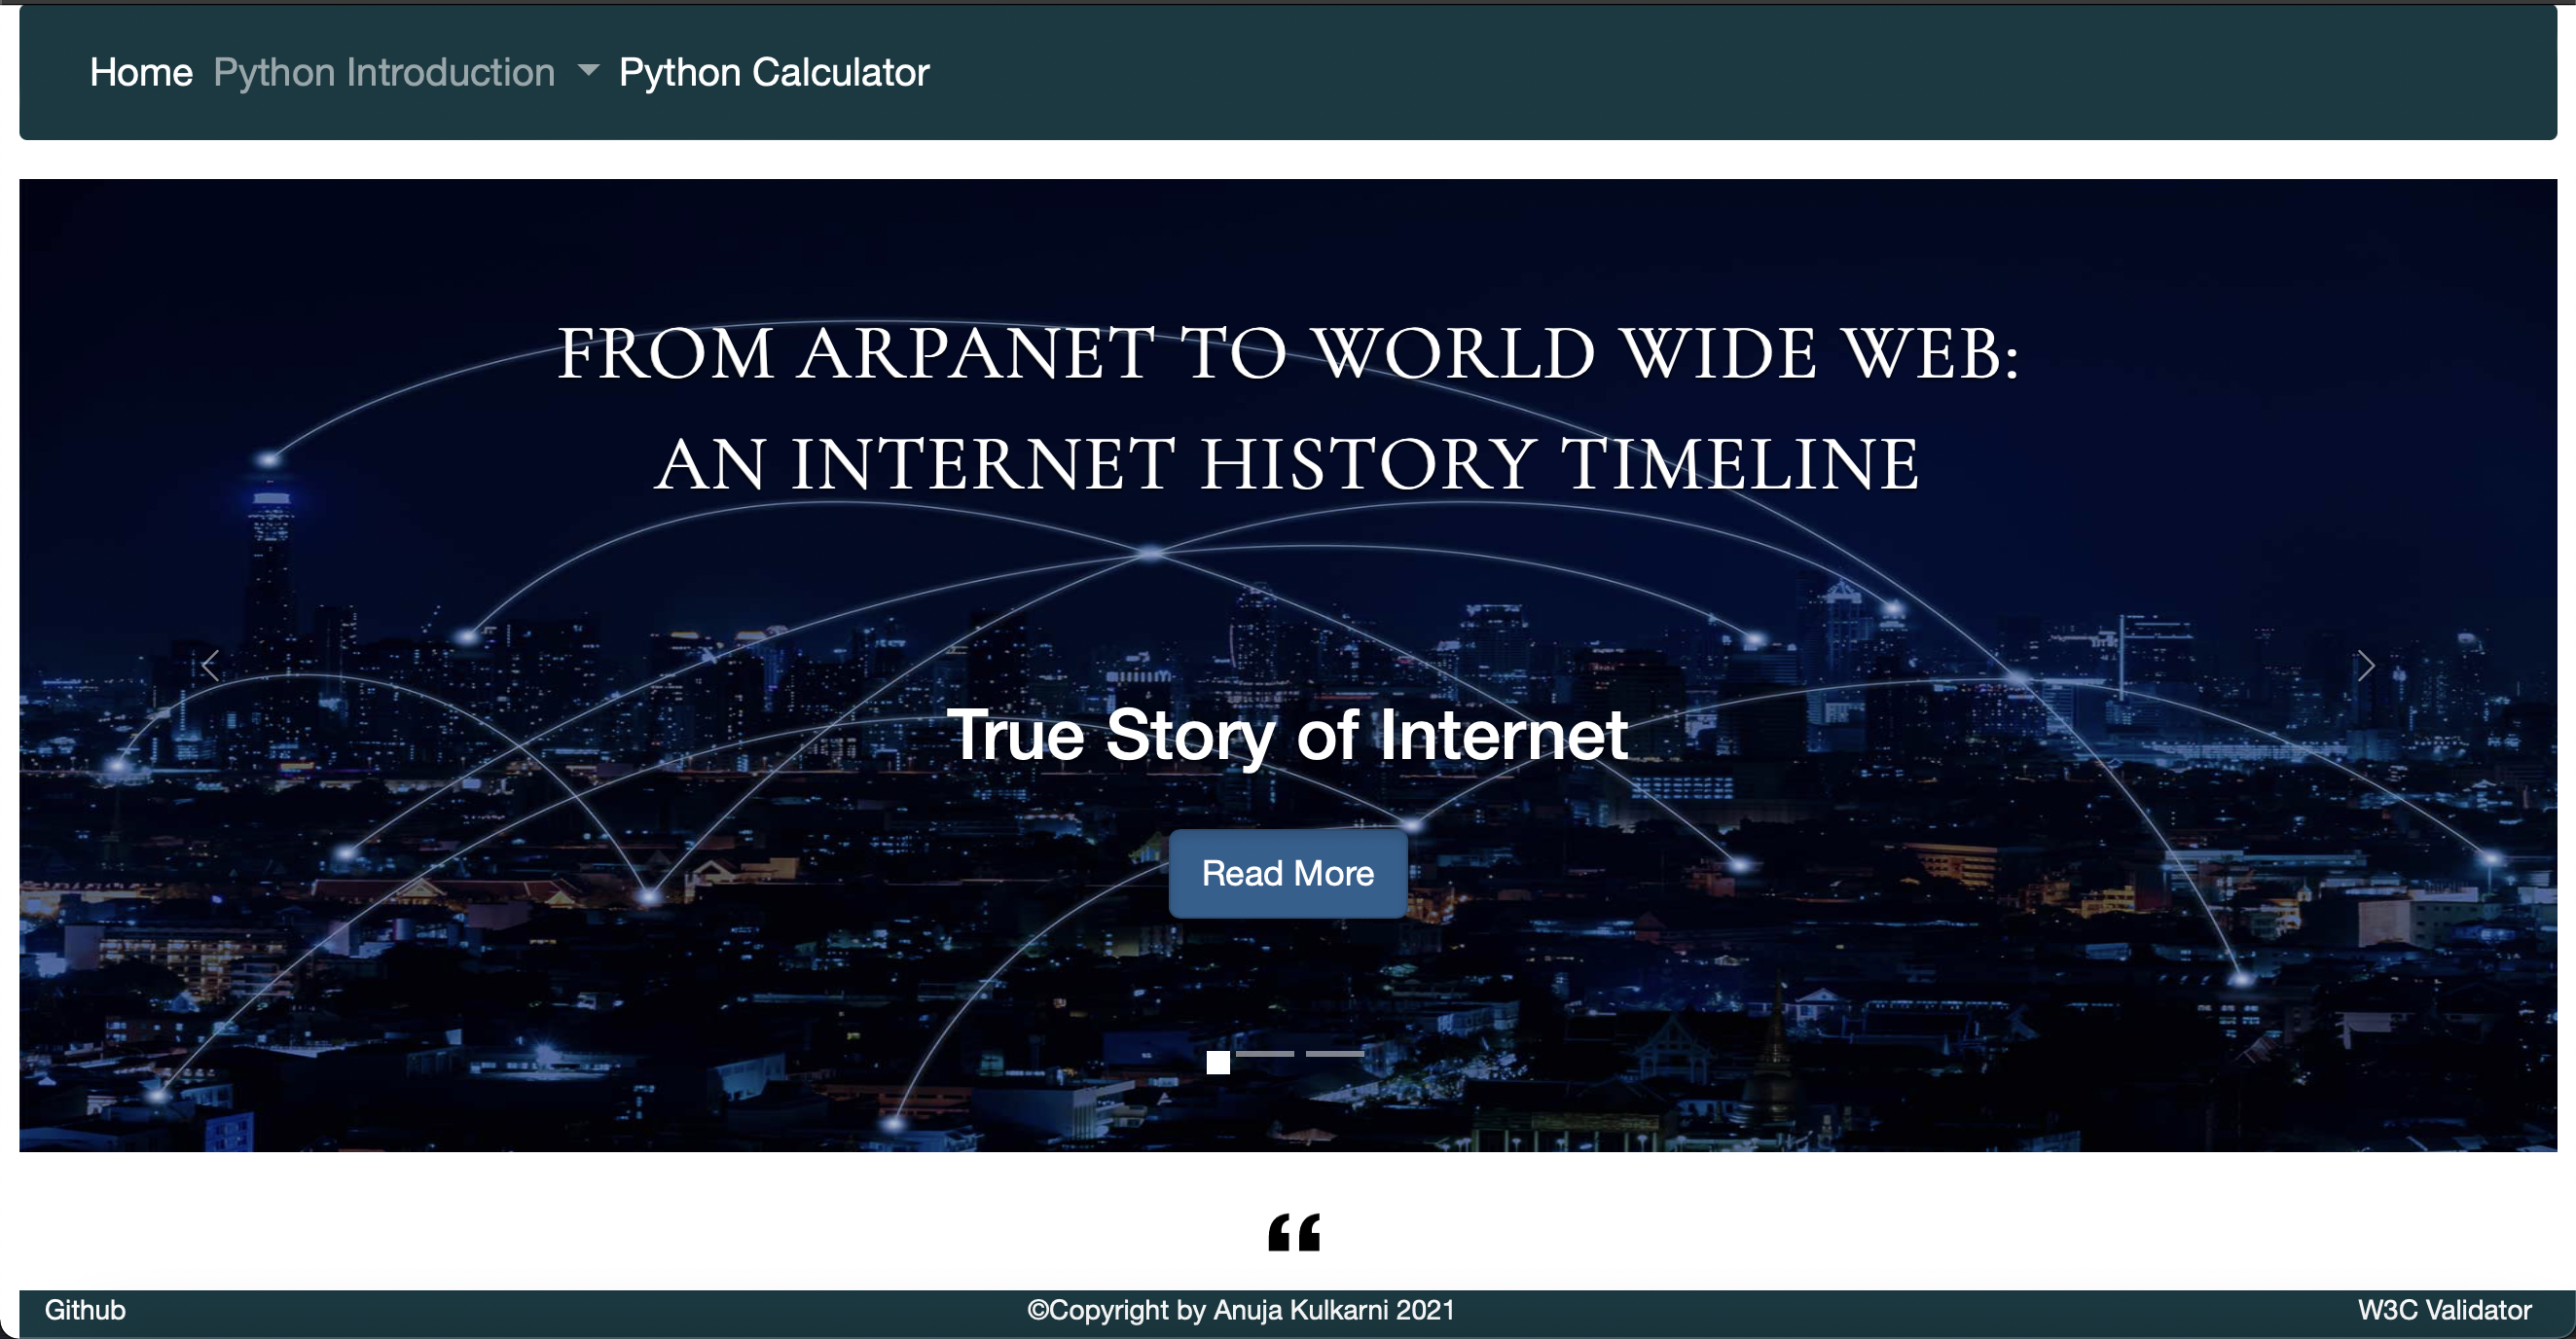 Home Python Introduction Python Calculator
FROM ARPANET TO WORLD WIDE WEB:
AN INTERNET HISTORY TIMELINE
True Story of Internet
Read More
“
Github ©Copyright by Anuja Kulkarni 2021 W3C Validator